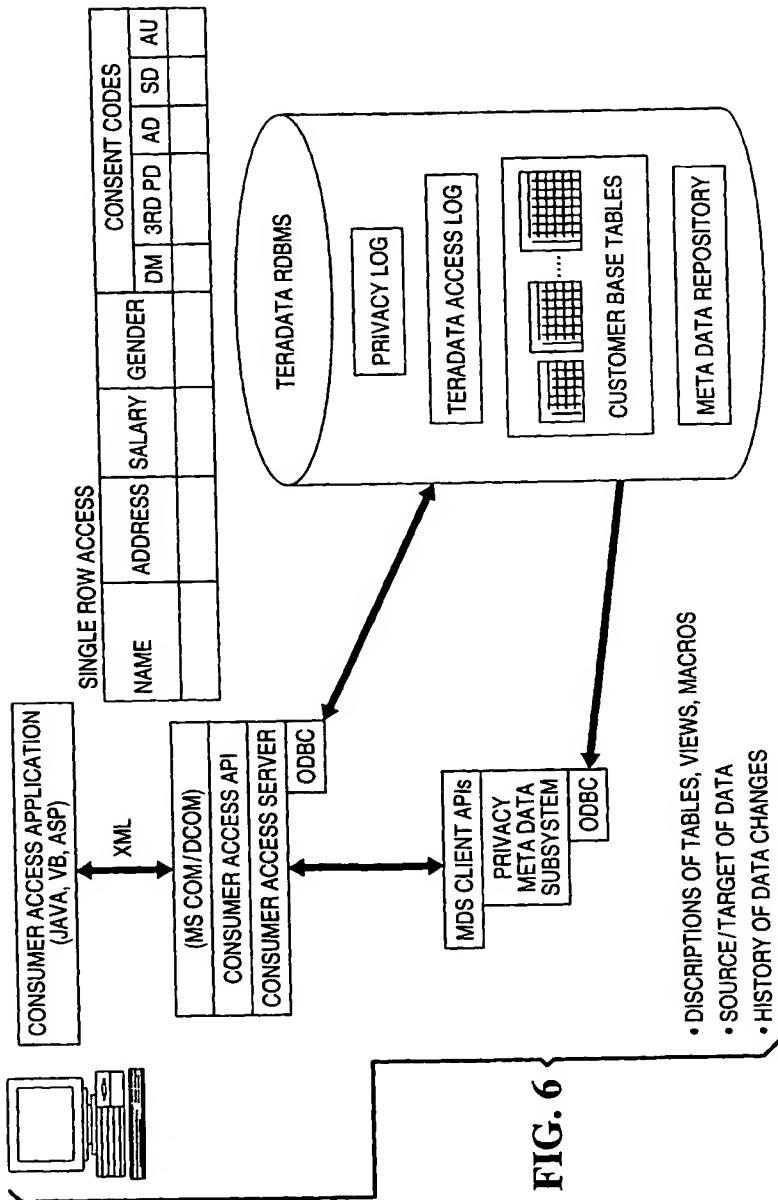 CONSUMER ACCESS APPLICATION
(JAVA, VB, ASP)
XML
(MS COM/DCOM)
CONSUMER ACCESS API
CONSUMER ACCESS SERVER
ODBC
MDS CLIENT APIs
PRIVACY
META DATA
SUBSYSTEM
ODBC
• DISCRIPTIONS OF TABLES, VIEWS, MACROS
• SOURCE/TARGET OF DATA
• HISTORY OF DATA CHANGES
SINGLE ROW ACCESS
NAME ADDRESS SALARY GENDER CONSENT CODES
DM 3RD PD AD SD AU
TERADATA RDBMS
PRIVACY LOG
TERADATA ACCESS LOG
CUSTOMER BASE TABLES
META DATA REPOSITORY
FIG. 6